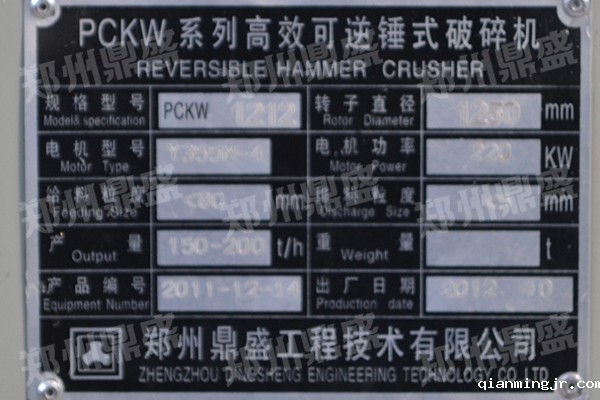 PCKW系列高效可逆锤式破碎机
REVERSIBLE HAMMER CRUSHER
规格型号 PCKW 1212 转子直径 mm
Model& specification Rotor Diameter
电机型号 电机功率 KW
Motor Type Motor Power
给料粒度 <80 mm 粒度 mm
Feeding Size Discharge Size
产量 150-200 t/h 重量 t
Output Weight
产品编号 2011-12-14 出厂日期 2012. 10
Equipment Number Production date
郑州鼎盛工程技术有限公司
ZHENGZHOU DINGSHENG ENGINEERING TECHNOLOGY CO LTD
郑州鼎盛
qianmingjr.com